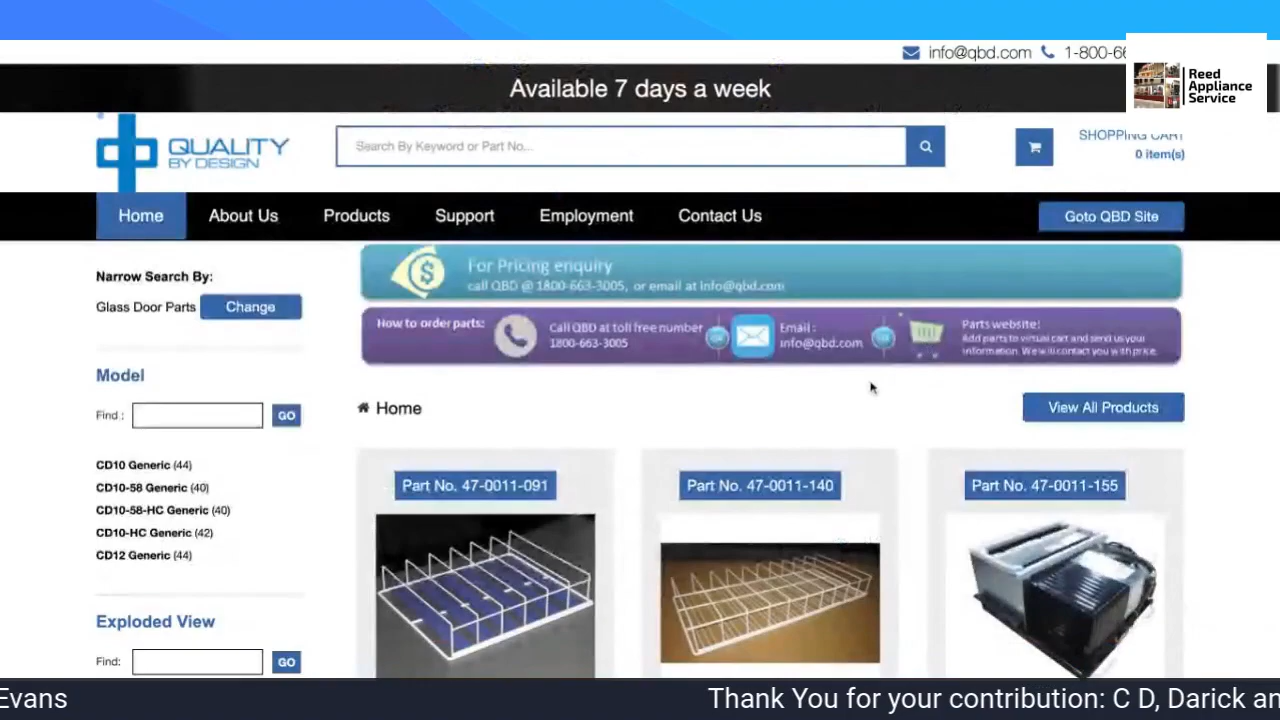 info@qbd.com
1-800-66
Reed
Appliance
Service
Available 7 days a week
QUALITY
BY DESIGN
Search By Keyword or Part No...
SHOPPING CART
0 item(s)
Home
About Us
Products
Support
Employment
Contact Us
Goto QBD Site
Narrow Search By:
Glass Door Parts
Change
For Pricing enquiry
call QBD @ 1800-663-3005, or email at info@qbd.com
How to order parts:
Call QBD at toll free number
1800-663-3005
Email :
info@qbd.com
Parts website:
Add parts to virtual cart and send us your
information. We will contact you with price.
Model
Find :
GO
Home
View All Products
CD10 Generic (44)
CD10-58 Generic (40)
CD10-58-HC Generic (40)
CD10-HC Generic (42)
CD12 Generic (44)
Part No. 47-0011-091
Part No. 47-0011-140
Part No. 47-0011-155
Exploded View
Find:
GO
Evans
Thank You for your contribution: C D, Darick an